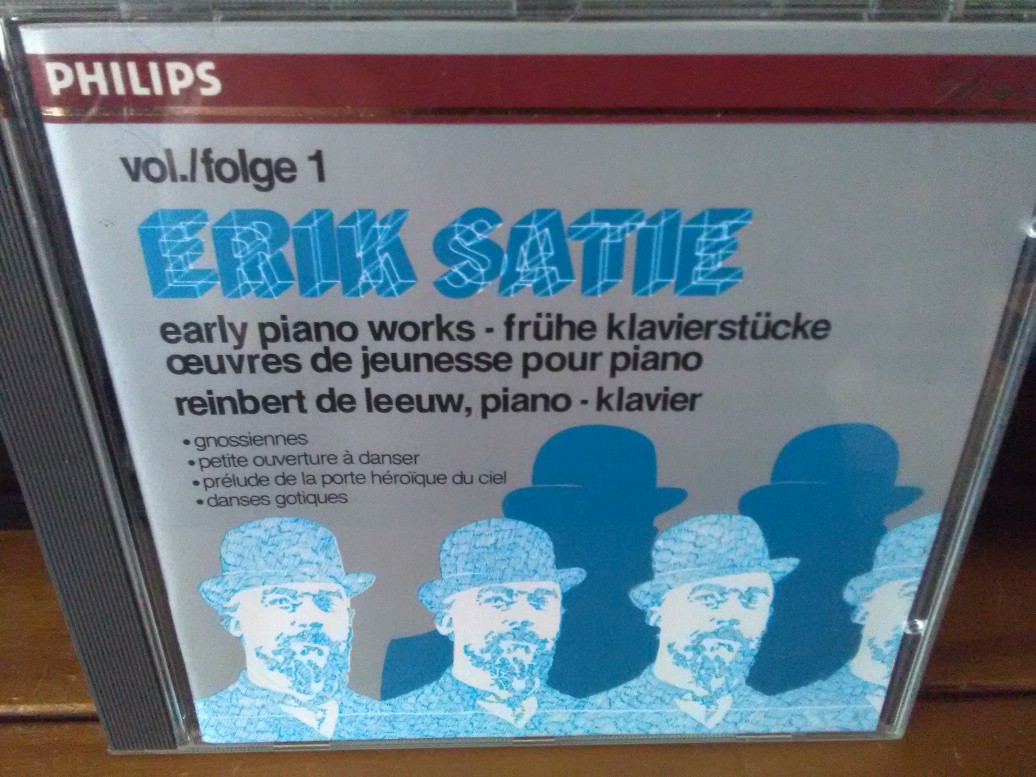 PHILIPS
vol./folge 1
ERIK SATIE
early piano works - frühe klavierstücke
œuvres de jeunesse pour piano
reinbert de leeuw, piano - klavier
• gnossiennes
• petite ouverture à danser
• prélude de la porte héroïque du ciel
• danses gotiques